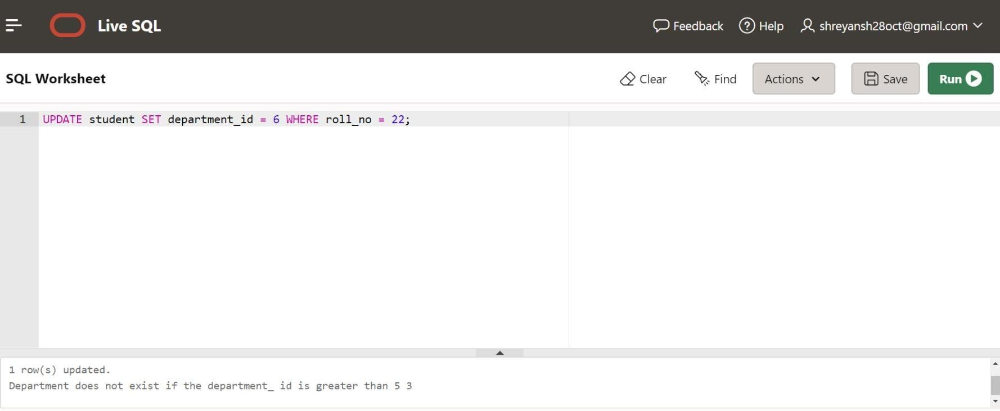 Live SQL
Feedback
Help
shreyansh28oct@gmail.com
SQL Worksheet
Clear
Find
Actions
Save
Run
1 UPDATE student SET department_id = 6 WHERE roll_no = 22;
1 row(s) updated.
Department does not exist if the department_ id is greater than 5 3